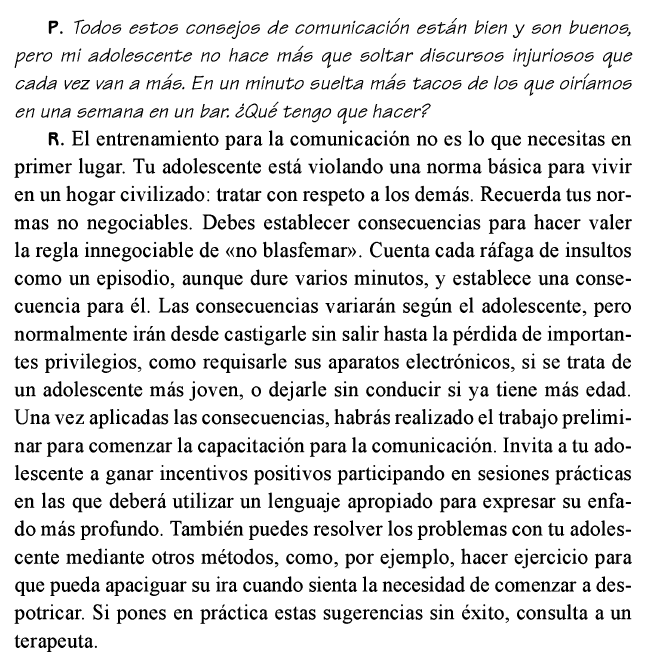 P. Todos estos consejos de comunicación están bien y son buenos,
pero mi adolescente no hace más que soltar discursos injuriosos que
cada vez van a más. En un minuto suelta más tacos de los que oiríamos
en una semana en un bar. ¿Qué tengo que hacer?
R. El entrenamiento para la comunicación no es lo que necesitas en
primer lugar. Tu adolescente está violando una norma básica para vivir
en un hogar civilizado: tratar con respeto a los demás. Recuerda tus nor-
mas no negociables. Debes establecer consecuencias para hacer valer
la regla innegociable de «no blasfemar». Cuenta cada ráfaga de insultos
como un episodio, aunque dure varios minutos, y establece una conse-
cuencia para él. Las consecuencias variarán según el adolescente, pero
normalmente irán desde castigarle sin salir hasta la pérdida de importan-
tes privilegios, como requisarle sus aparatos electrónicos, si se trata de
un adolescente más joven, o dejarle sin conducir si ya tiene más edad.
Una vez aplicadas las consecuencias, habrás realizado el trabajo prelimi-
nar para comenzar la capacitación para la comunicación. Invita a tu ado-
lescente a ganar incentivos positivos participando en sesiones prácticas
en las que deberá utilizar un lenguaje apropiado para expresar su enfa-
do más profundo. También puedes resolver los problemas con tu adoles-
cente mediante otros métodos, como, por ejemplo, hacer ejercicio para
que pueda apaciguar su ira cuando sienta la necesidad de comenzar a des-
potricar. Si pones en práctica estas sugerencias sin éxito, consulta a un
terapeuta.